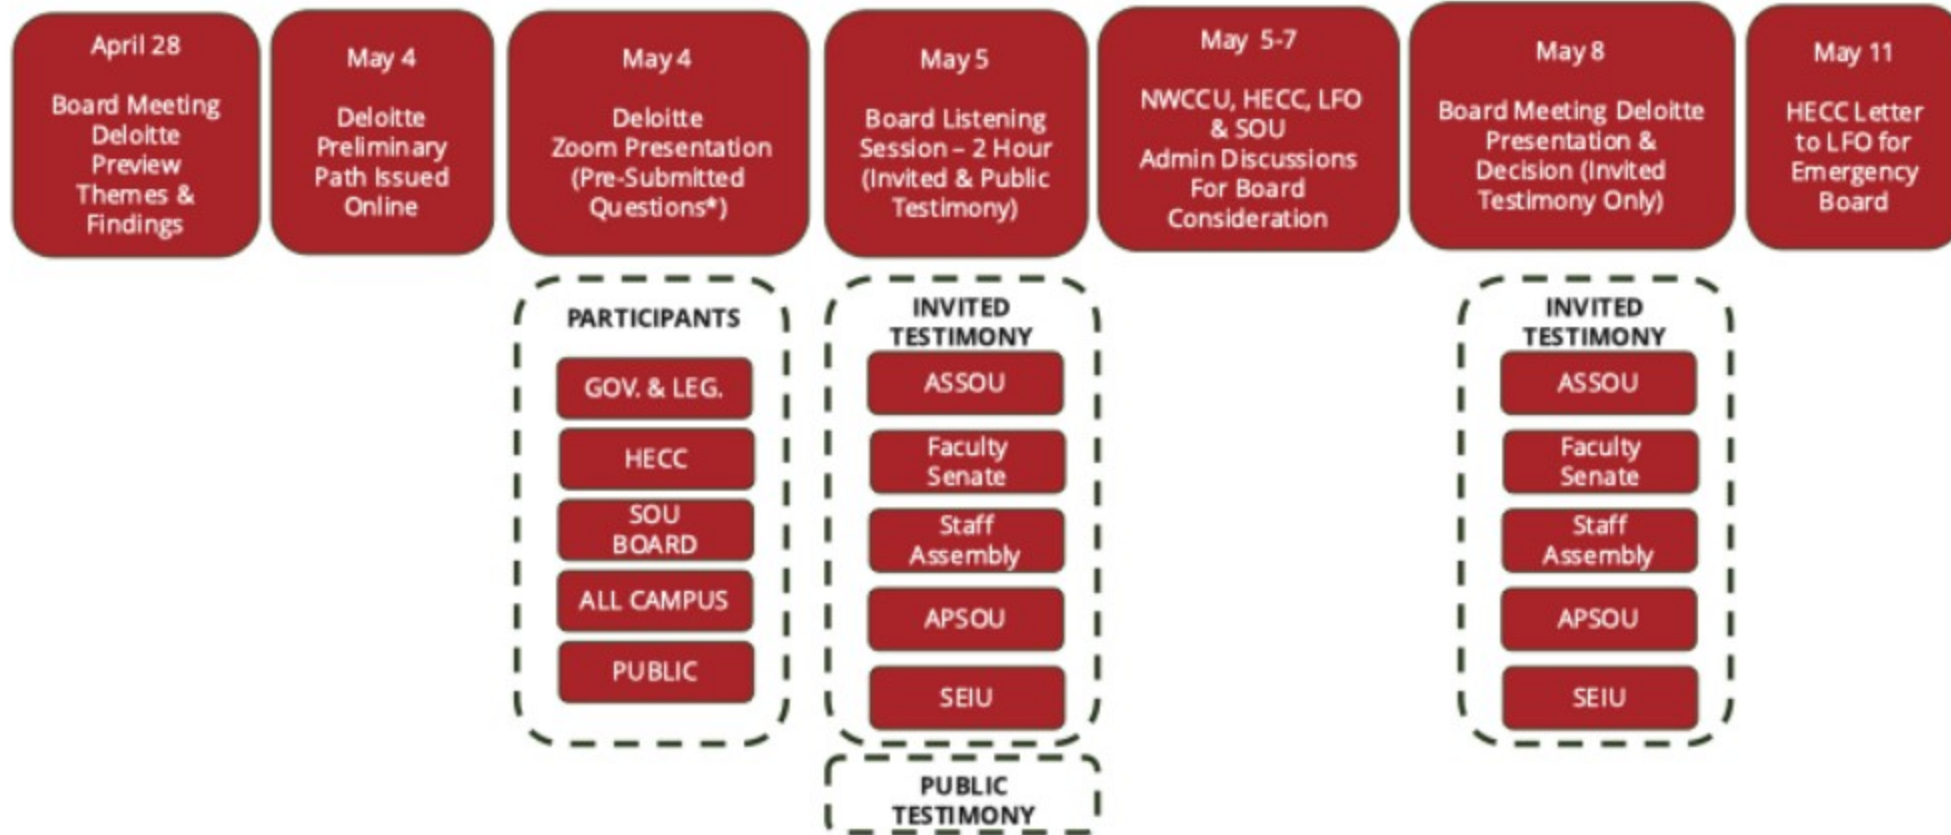 April 28
Board Meeting
Deloitte
Preview
Themes &
Findings
May 4
Deloitte
Preliminary
Path Issued
Online
May 4
Deloitte
Zoom Presentation
(Pre-Submitted
Questions*)
May 5
Board Listening
Session – 2 Hour
(Invited & Public
Testimony)
May 5-7
NWCCU, HECC, LFO
& SOU
Admin Discussions
For Board
Consideration
May 8
Board Meeting Deloitte
Presentation &
Decision (Invited
Testimony Only)
May 11
HECC Letter
to LFO for
Emergency
Board
PARTICIPANTS
GOV. & LEG.
HECC
SOU
BOARD
ALL CAMPUS
PUBLIC
INVITED
TESTIMONY
ASSOU
Faculty
Senate
Staff
Assembly
APSOU
SEIU
PUBLIC
TESTIMONY
INVITED
TESTIMONY
ASSOU
Faculty
Senate
Staff
Assembly
APSOU
SEIU